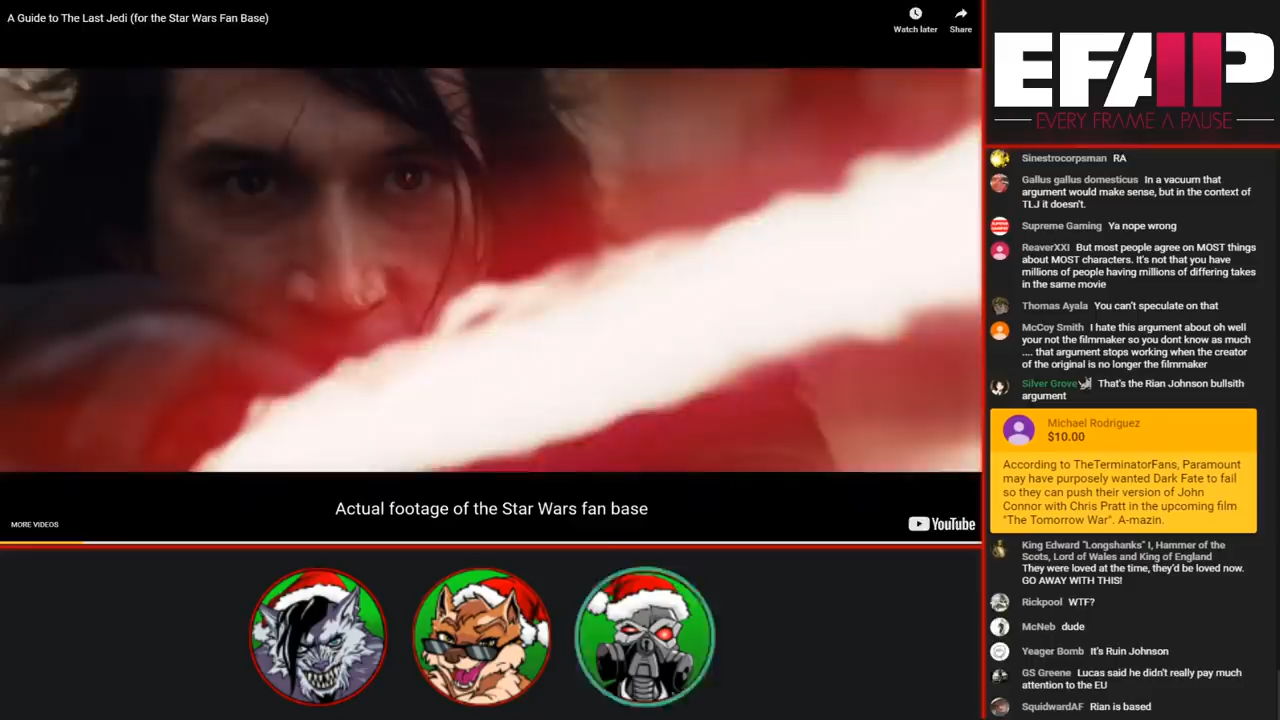 A Guide to The Last Jedi (for the Star Wars Fan Base)
Watch later
Share
Actual footage of the Star Wars fan base
MORE VIDEOS
YouTube
EFAP
EVERY FRAME A PAUSE
Sinestrocorpsman RA
Gallus gallus domesticus In a vacuum that
argument would make sense, but in the context of
TLJ it doesn't.
Supreme Gaming Ya nope wrong
ReaverXXI But most people agree on MOST things
about MOST characters. It's not that you have
millions of people having millions of differing takes
in the same movie
Thomas Ayala You can't speculate on that
McCoy Smith I hate this argument about oh well
your not the filmmaker so you dont know as much
.... that argument stops working when the creator
of the original is no longer the filmmaker
Silver Grove That's the Rian Johnson bullsith
argument
Michael Rodriguez
$10.00
According to TheTerminatorFans, Paramount
may have purposely wanted Dark Fate to fail
so they can push their version of John
Connor with Chris Pratt in the upcoming film
"The Tomorrow War". A-mazin.
King Edward "Longshanks" I, Hammer of the
Scots, Lord of Wales and King of England
They were loved at the time, they'd be loved now.
GO AWAY WITH THIS!
Rickpool WTF?
McNeb dude
Yeager Bomb It's Ruin Johnson
GS Greene Lucas said he didn't really pay much
attention to the EU
SquidwardAF Rian is based